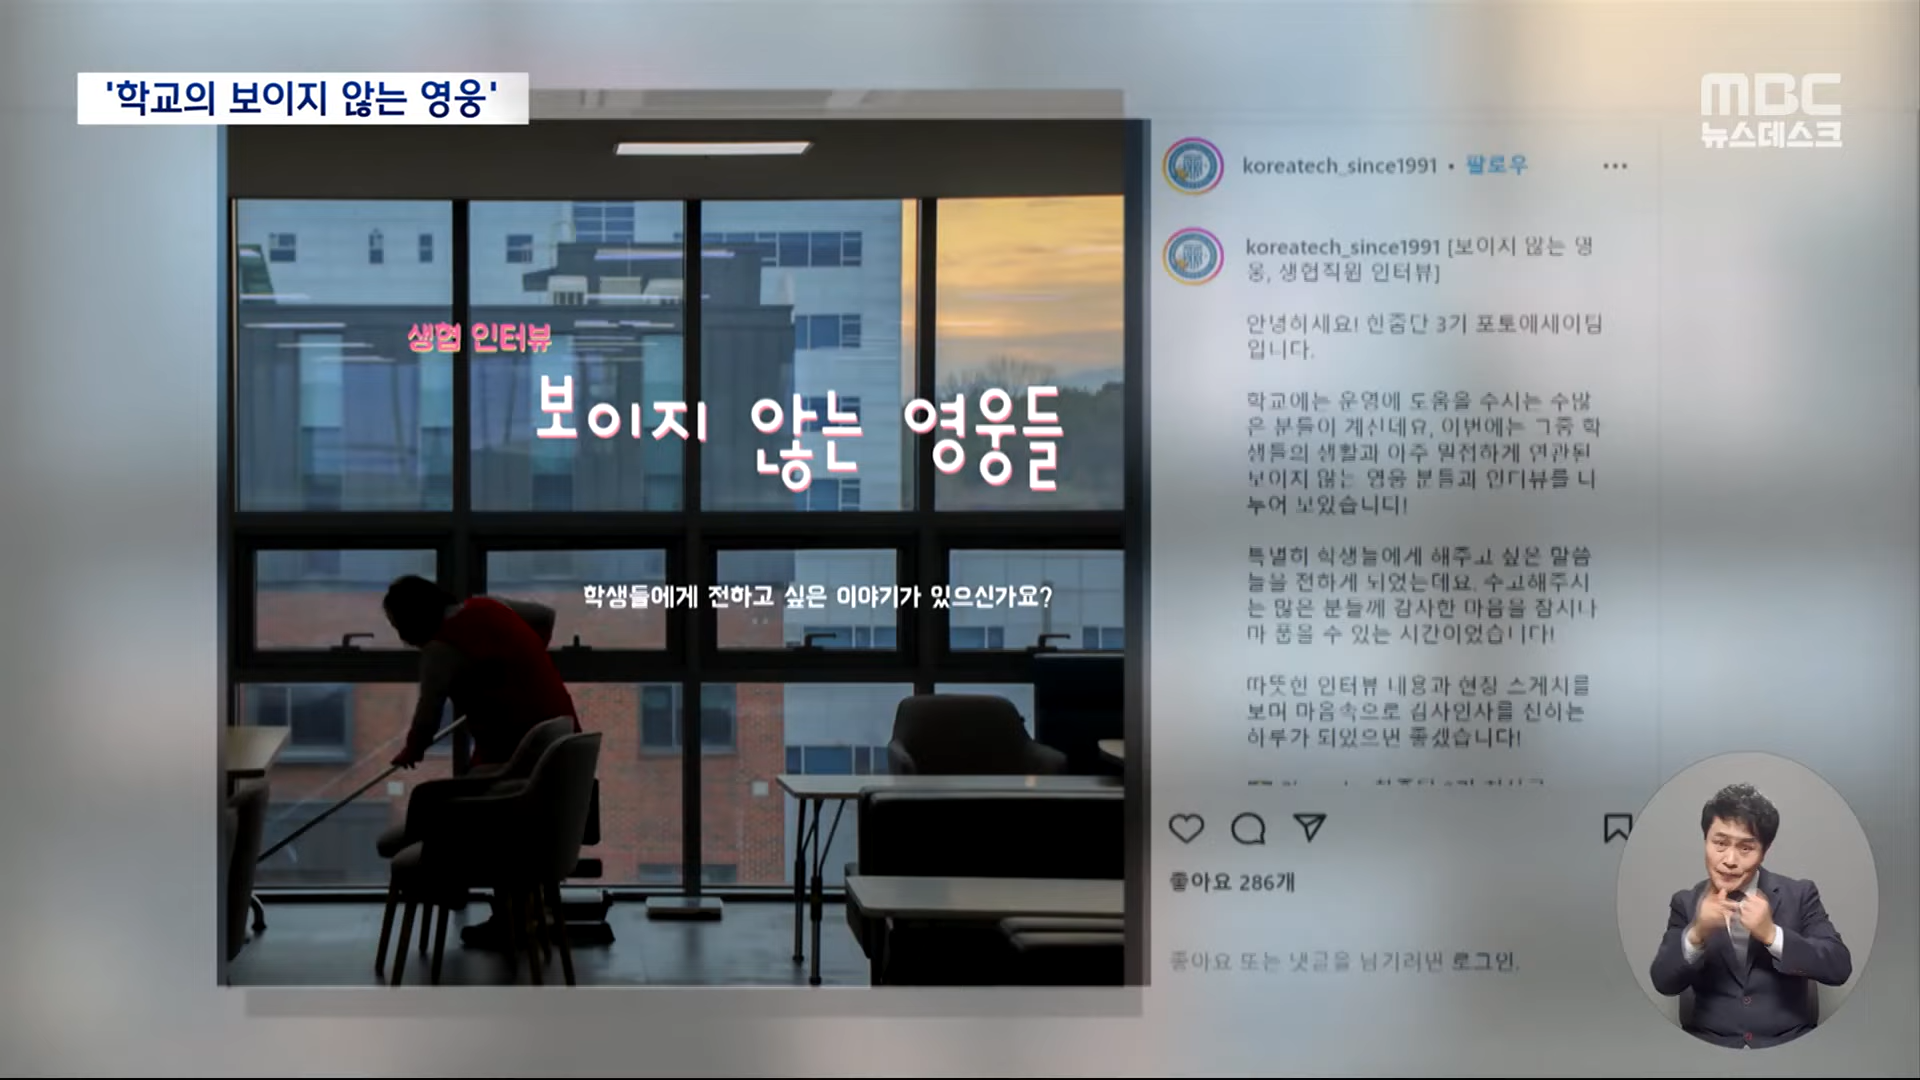 '학교의 보이지 않는 영웅'
MBC
뉴스데스크
생협 인터뷰
보이지 않는 영웅들
학생들에게 전하고 싶은 이야기가 있으신가요?
koreatech_since1991 • 팔로우 ...
koreatech_since1991 [보이지 않는 영
웅, 생협직원 인터뷰]
안녕하세요! 한줌단 3기 포토에세이팀
입니다.
학교에는 운영에 도움을 주시는 수많
은 분들이 계신데요, 이번에는 그중 학
생들의 생활과 아주 밀접하게 연관된
보이지 않는 영웅 분들과 인터뷰를 나
누어 보았습니다!
특별히 학생들에게 해주고 싶은 말씀
들을 전하게 되었는데요. 수고해주시
는 많은 분들께 감사한 마음을 잠시나
마 품을 수 있는 시간이었습니다!
따뜻한 인터뷰 내용과 현장 스케치를
보며 마음속으로 감사인사를 전하는
하루가 되었으면 좋겠습니다!
좋아요 286개
좋아요 또는 댓글을 남기려면 로그인.